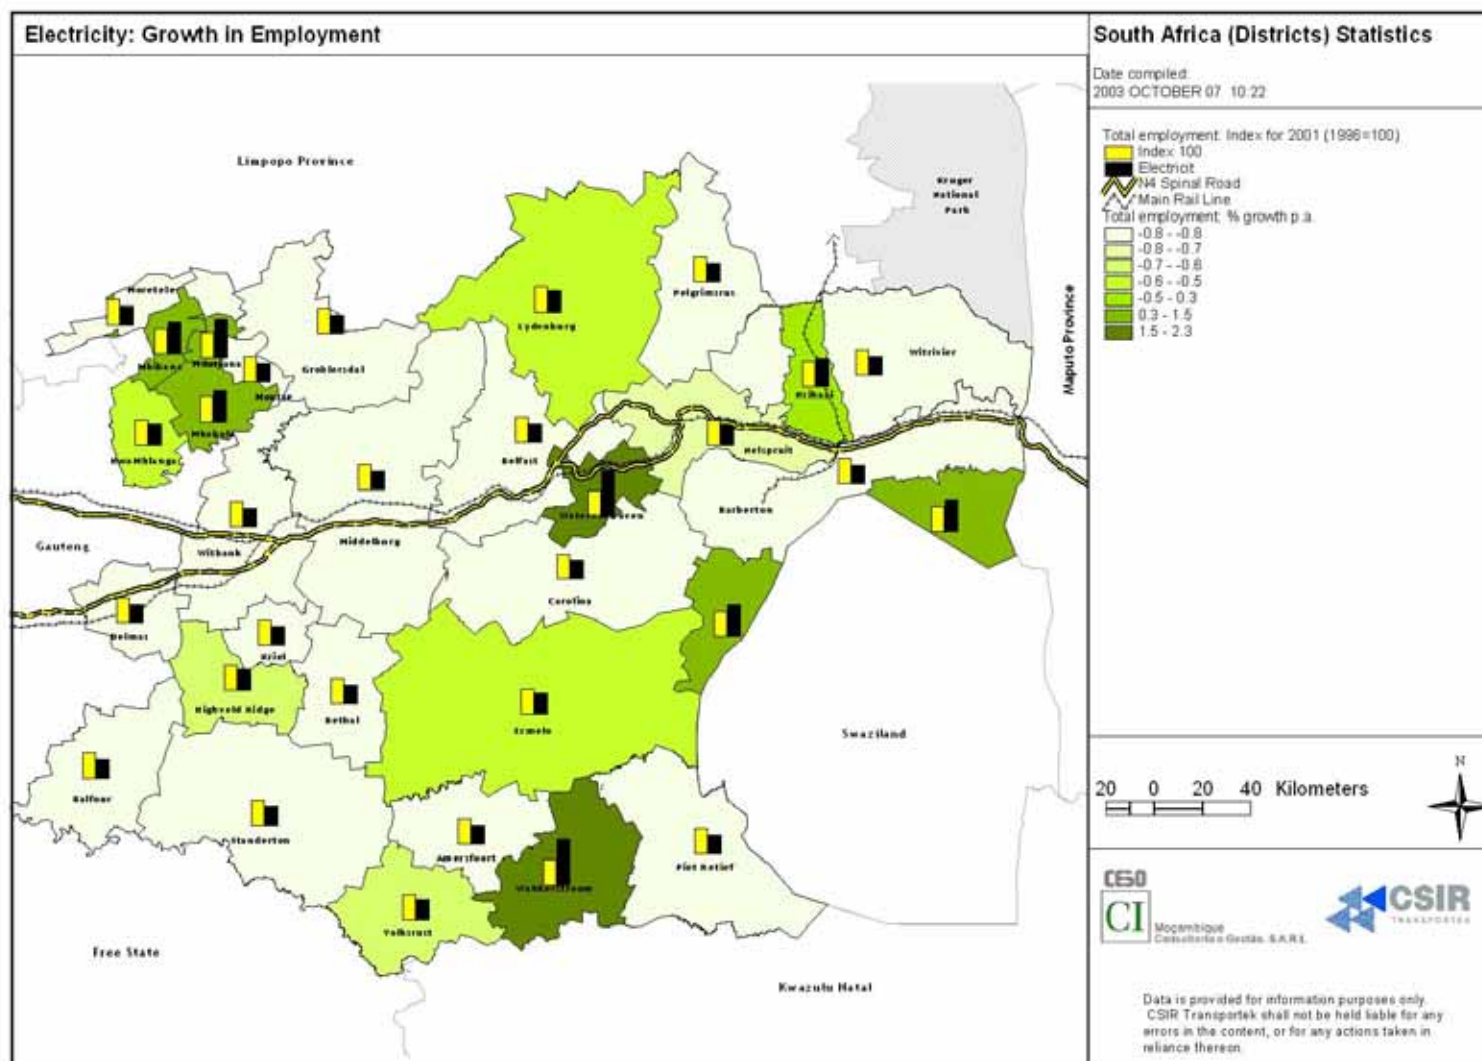 Electricity: Growth in Employment
South Africa (Districts) Statistics
Date compiled:
2003 OCTOBER 07 10:22
Total employment: Index for 2001 (1996=100)
Index 100
Electricit
N4 Spinal Road
Main Rail Line
Total employment: % growth p.a.
-0.8 - -0.8
-0.8 - -0.7
-0.7 - -0.6
-0.6 - -0.5
-0.5 - 0.3
0.3 - 1.5
1.5 - 2.3
Limpopo Province
Kruger
National
Park
Maputo Province
Moretele
Pelgrimsrus
Lydenburg
Witrivier
Groblersdal
Belfast
Nelspruit
Barberton
Gauteng
Witbank
Middelburg
Carolina
Delmas
Kriel
Highveld Ridge
Bethal
Ermelo
Swaziland
Balfour
Standerton
Amersfoort
Piet Retief
Volksrust
Free State
Kwazulu Natal
20 0 20 40 Kilometers
N
CESO
CI
Moçambique
Consultoria e Gestão, S.A.R.L
CSIR
TRANSPORTEK
Data is provided for information purposes only.
CSIR Transportek shall not be held liable for any
errors in the content, or for any actions taken in
reliance thereon.